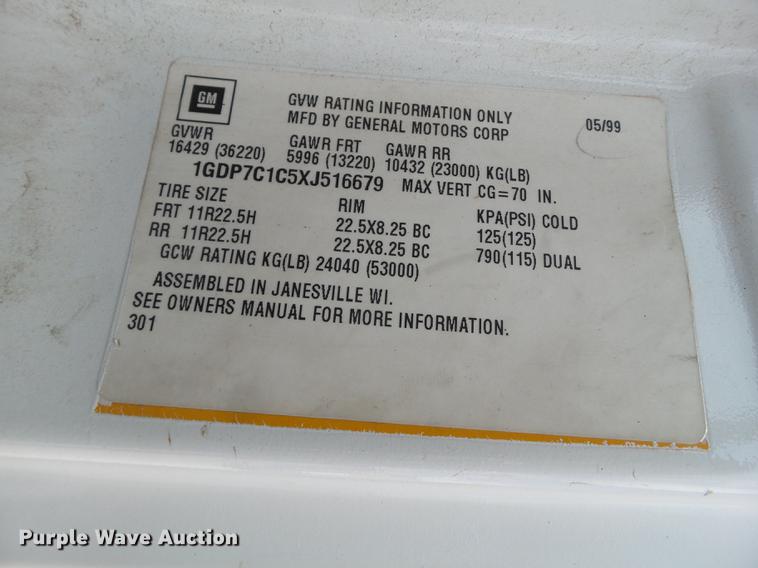 GM
GVW RATING INFORMATION ONLY
MFD BY GENERAL MOTORS CORP
05/99
GVWR GAWR FRT GAWR RR
16429 (36220) 5996 (13220) 10432 (23000) KG(LB)
1GDP7C1C5XJ516679 MAX VERT CG=70 IN.
TIRE SIZE RIM KPA(PSI) COLD
FRT 11R22.5H 22.5X8.25 BC 125(125)
RR 11R22.5H 22.5X8.25 BC 790(115) DUAL
GCW RATING KG(LB) 24040 (53000)
ASSEMBLED IN JANESVILLE WI.
SEE OWNERS MANUAL FOR MORE INFORMATION.
301
Purple Wave Auction